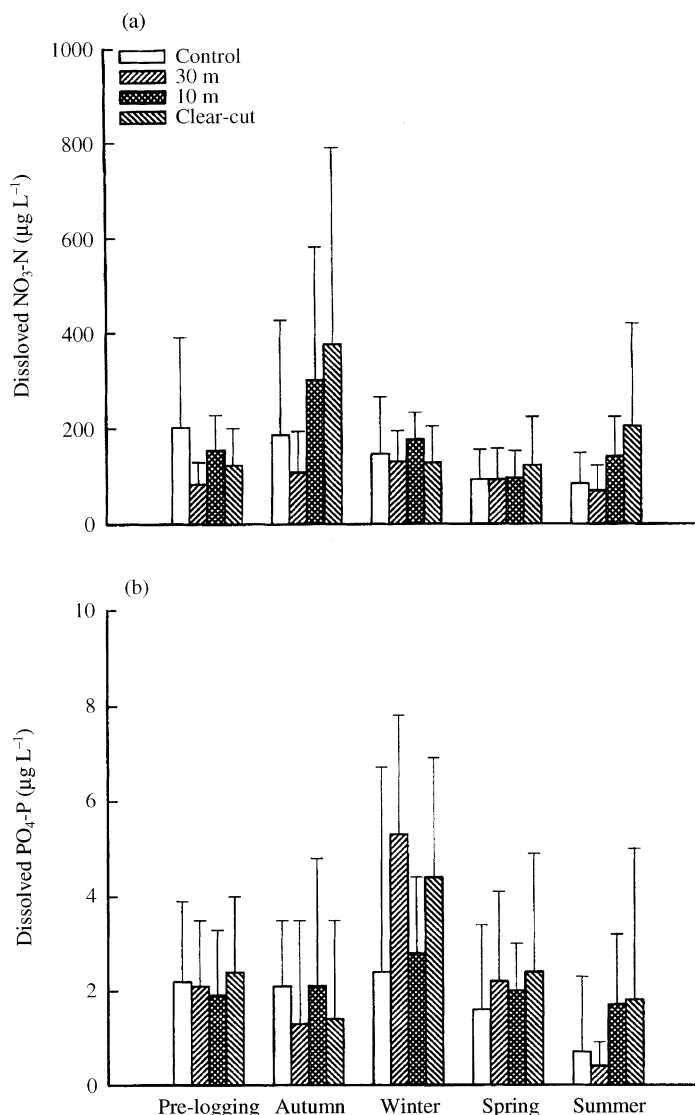 (a)
1000
800
600
400
200
0
Control
30 m
10 m
Clear-cut
Dissloved NO₃-N (µg L⁻¹)
(b)
10
8
6
4
2
0
Dissolved PO₄-P (µg L⁻¹)
Pre-logging Autumn Winter Spring Summer